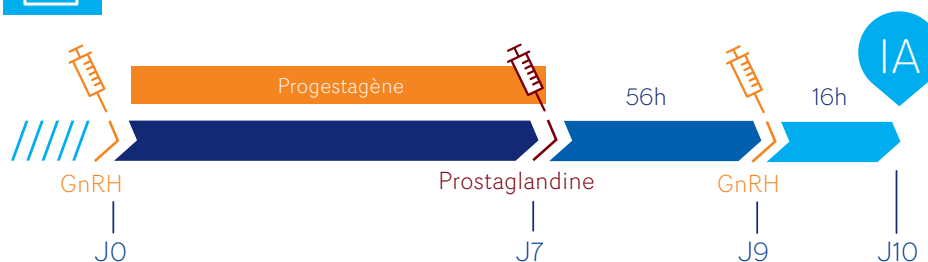 IA
Progestagène
56h
16h
GnRH
Prostaglandine
GnRH
J0
J7
J9
J10